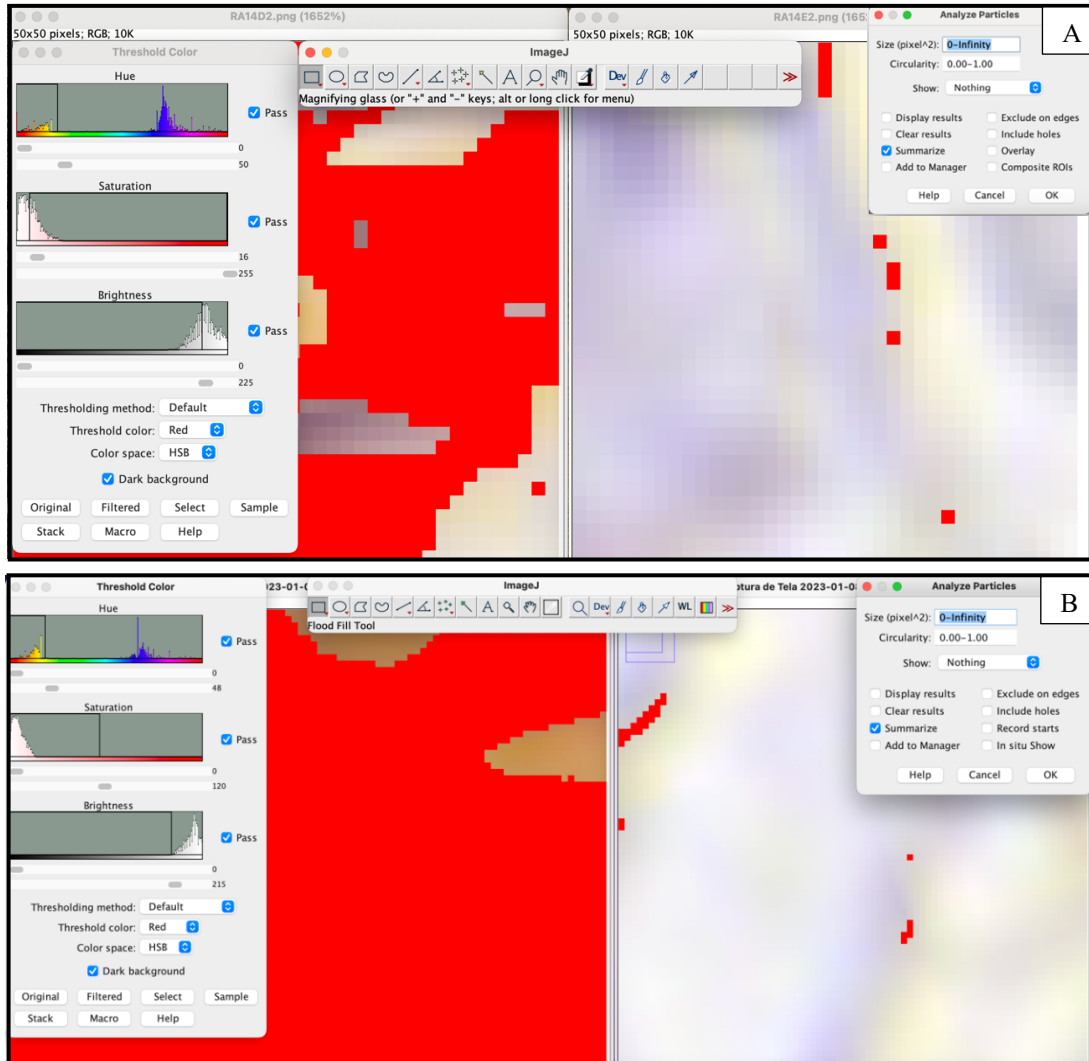 RA14D2.png (1652%)
50x50 pixels; RGB; 10K
Threshold Color
Hue
Pass
0
50
Saturation
Pass
16
255
Brightness
Pass
0
225
Thresholding method: Default
Threshold color: Red
Color space: HSB
Dark background
Original Filtered Select Sample
Stack Macro Help
ImageJ
A Dev
Magnifying glass (or "+" and "-" keys; alt or long click for menu)
RA14E2.png
50x50 pixels; RGB; 10K
Analyze Particles
A
Size (pixel^2): 0-Infinity
Circularity: 0.00-1.00
Show: Nothing
Display results Exclude on edges
Clear results Include holes
Summarize Overlay
Add to Manager Composite ROIs
Help Cancel OK
Threshold Color
Hue
Pass
0
48
Saturation
Pass
0
120
Brightness
Pass
0
215
Thresholding method: Default
Threshold color: Red
Color space: HSB
Dark background
Original Filtered Select Sample
Stack Macro Help
ImageJ
A Dev WL
Flood Fill Tool
de Tela
Analyze Particles
B
Size (pixel^2): 0-Infinity
Circularity: 0.00-1.00
Show: Nothing
Display results Exclude on edges
Clear results Include holes
Summarize Record starts
Add to Manager In situ Show
Help Cancel OK